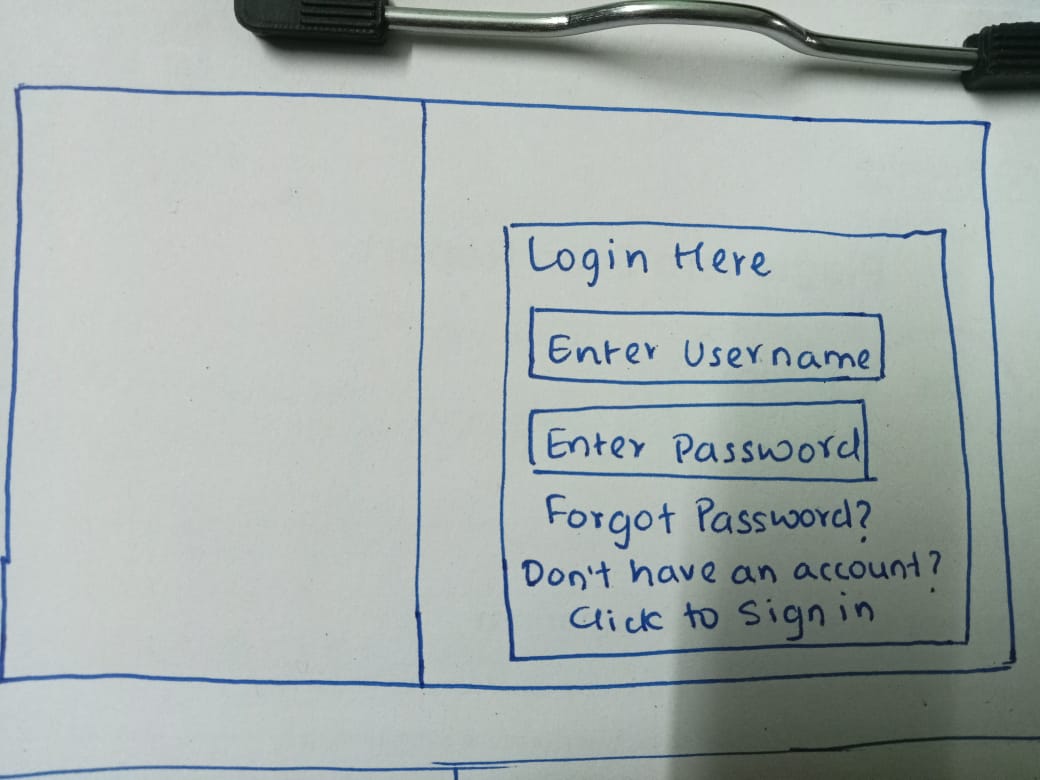 Login Here
Enter Username
Enter Password
Forgot Password?
Don't have an account?
Click to Sign in